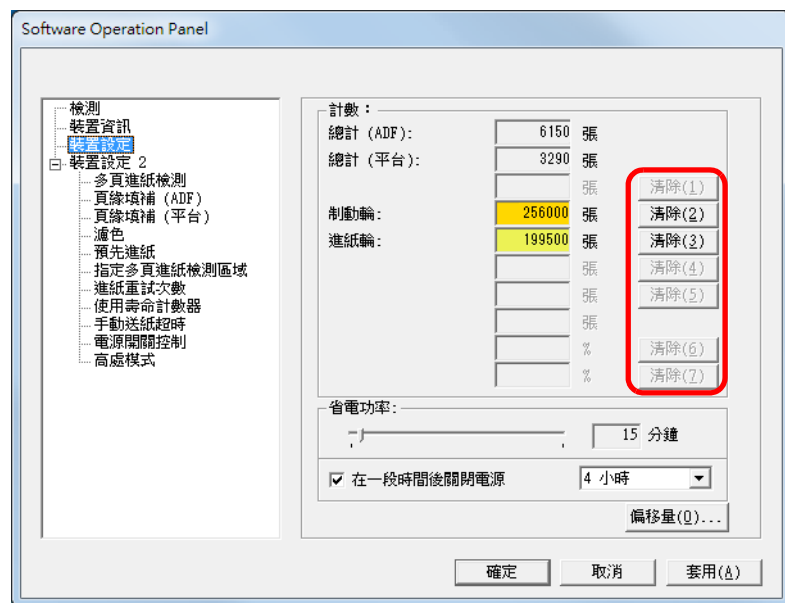 Software Operation Panel
檢測
裝置資訊
裝置設定
裝置設定 2
多頁進紙檢測
頁緣填補 (ADF)
頁緣填補 (平台)
濾色
預先進紙
指定多頁進紙檢測區域
進紙重試次數
使用壽命計數器
手動送紙超時
電源開關控制
高處模式
計數：
總計 (ADF): 6150 張
總計 (平台): 3290 張
張 清除(1)
制動輪: 256000 張 清除(2)
進紙輪: 199500 張 清除(3)
張 清除(4)
張 清除(5)
張
% 清除(6)
% 清除(7)
省電功率:
15 分鐘
在一段時間後關閉電源 4 小時
偏移量(O)...
確定 取消 套用(A)